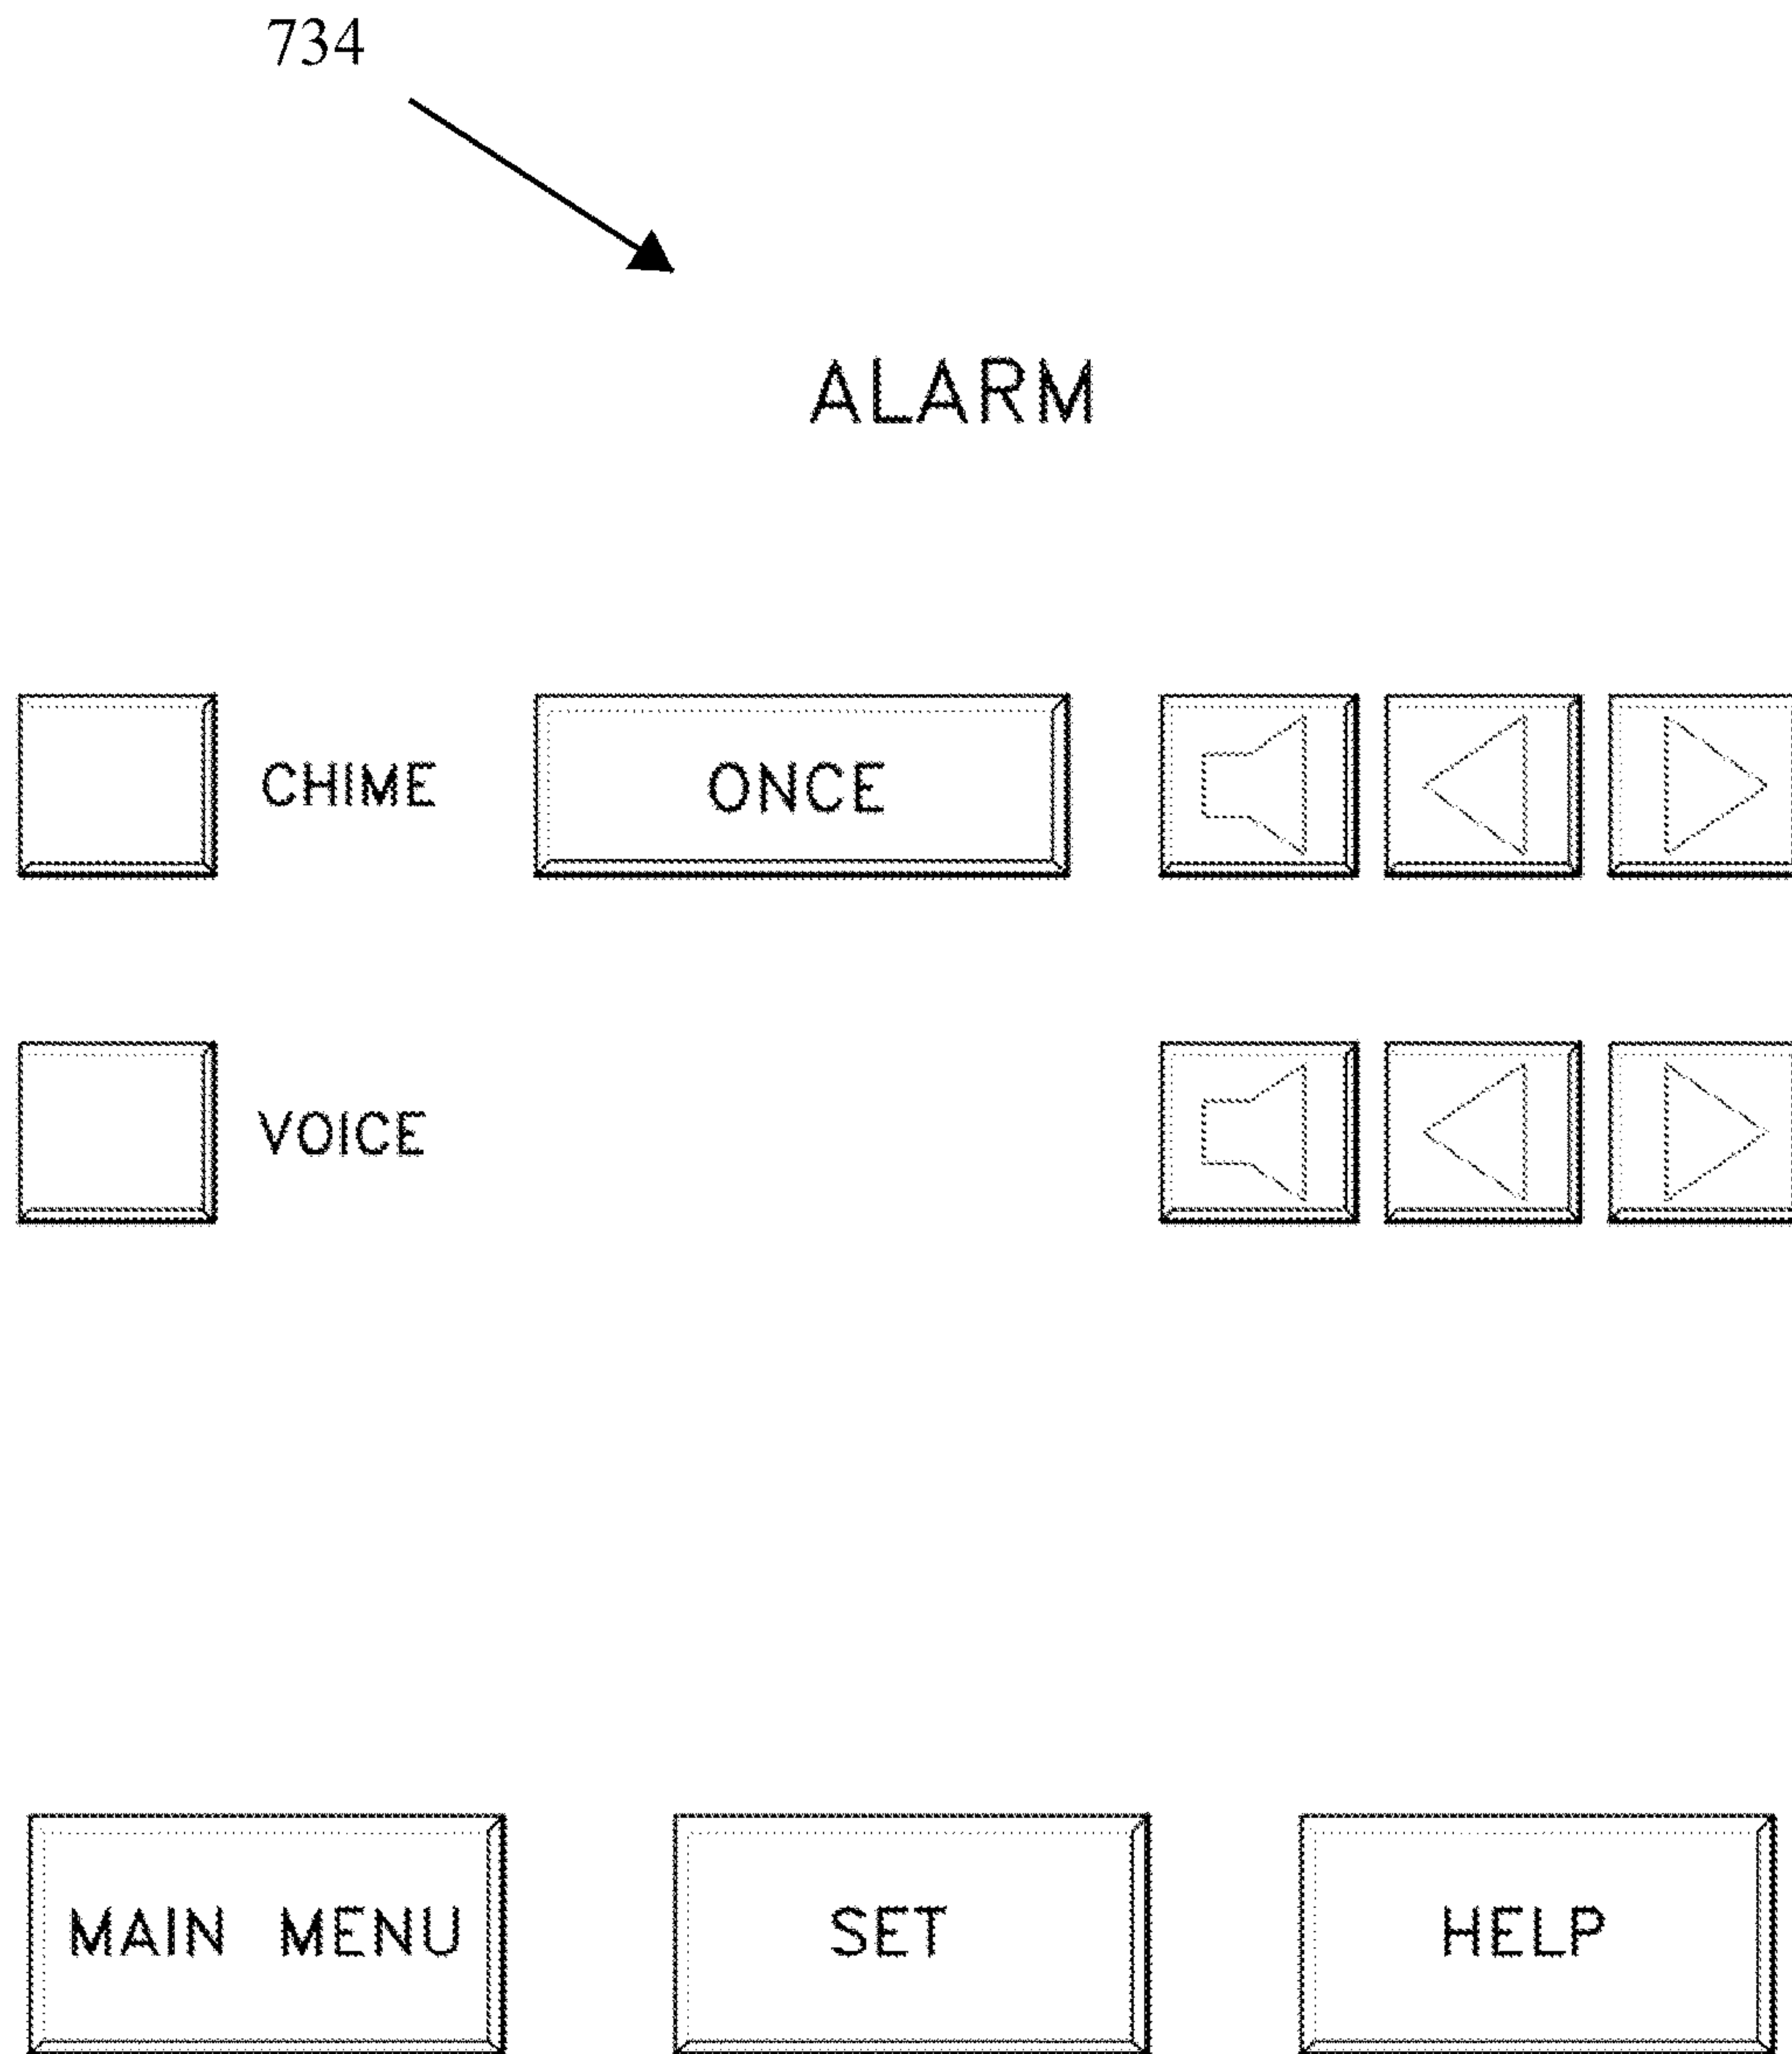 734
ALARM
CHIME ONCE
VOICE
MAIN MENU SET HELP